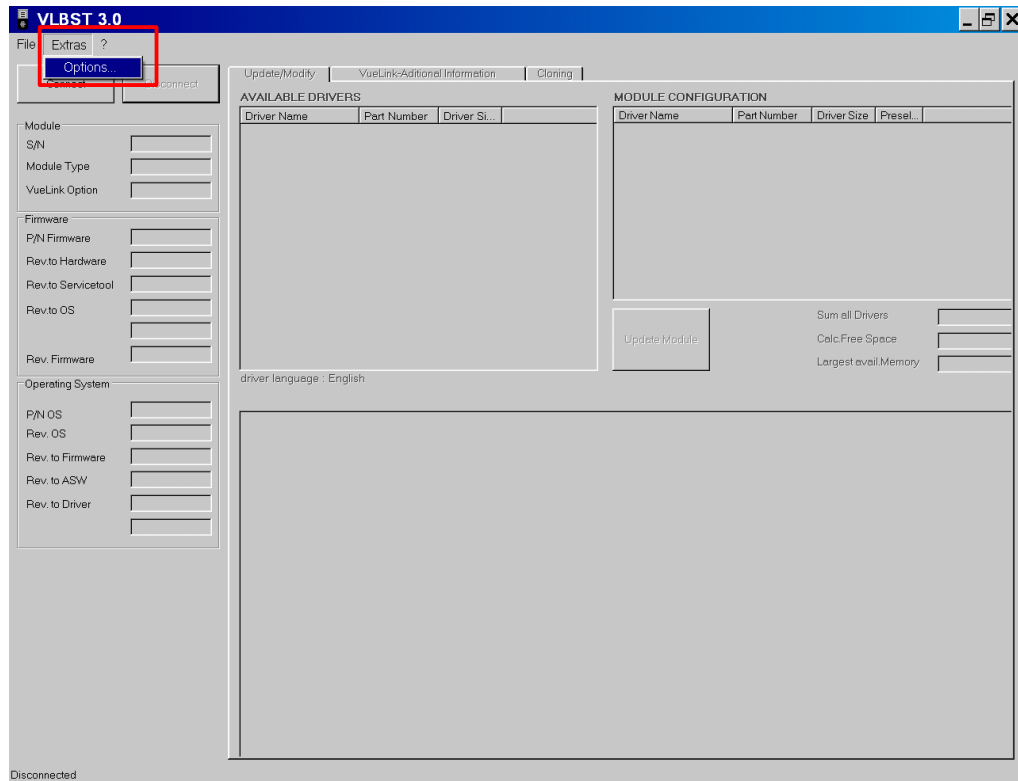 VLBST 3.0
File Extras ?
Options...
Connect Disconnect
Update/Modify VueLink-Aditional Information Cloning
AVAILABLE DRIVERS
Driver Name Part Number Driver Si...
MODULE CONFIGURATION
Driver Name Part Number Driver Size Presel...
Module
S/N
Module Type
VueLink Option
Firmware
P/N Firmware
Rev.to Hardware
Rev.to Servicetool
Rev.to OS
Rev. Firmware
Update Module
Sum all Drivers
Calc.Free Space
Largest avail.Memory
driver language : English
Operating System
P/N OS
Rev. OS
Rev. to Firmware
Rev. to ASW
Rev. to Driver
Disconnected